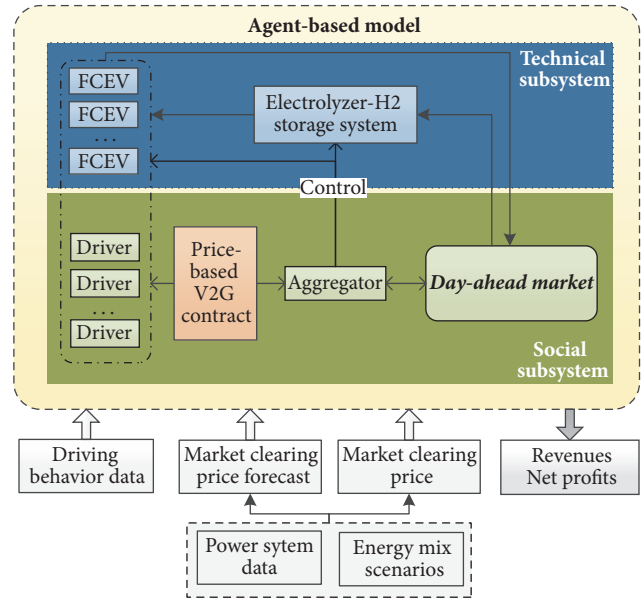 Agent-based model
Technical
subsystem
FCEV
FCEV
...
FCEV
Electrolyzer-H2
storage system
Control
Driver
Driver
...
Driver
Price-
based
V2G
contract
Aggregator
Day-ahead market
Social
subsystem
Driving
behavior data
Market clearing
price forecast
Market clearing
price
Revenues
Net profits
Power sytem
data
Energy mix
scenarios